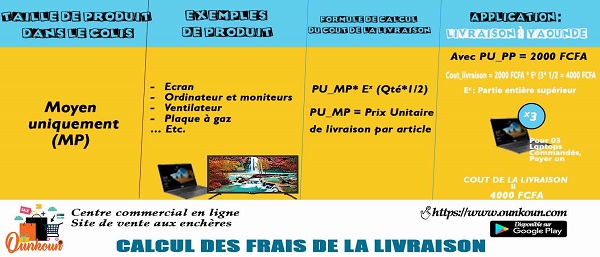 TAILLE DE PRODUIT
DANS LE COLIS
EXEMPLES
DE PRODUIT
FORMULE DE CALCUL
DU COUT DE LA LIVRAISON
APPLICATION:
LIVRAISON À YAOUNDE
Moyen
uniquement
(MP)
- Ecran
- Ordinateur et moniteurs
- Ventilateur
- Plaque à gaz
... Etc.
PU_MP* Eˢ (Qté*1/2)
PU_MP = Prix Unitaire
de livraison par article
Avec PU_PP = 2000 FCFA
Cout_livraison = 2000 FCFA * Eˢ (3* 1/2 = 4000 FCFA
Eˢ : Partie entière supérieur
x3
Pour 03
Laptops
Commandés,
Payer un
COUT DE LA LIVRAISON
=
4000 FCFA
Ounkoun
Centre commercial en ligne
Site de vente aux enchères
https://www.ounkoun.com/
Disponible sur
Google Play
CALCUL DES FRAIS DE LA LIVRAISON